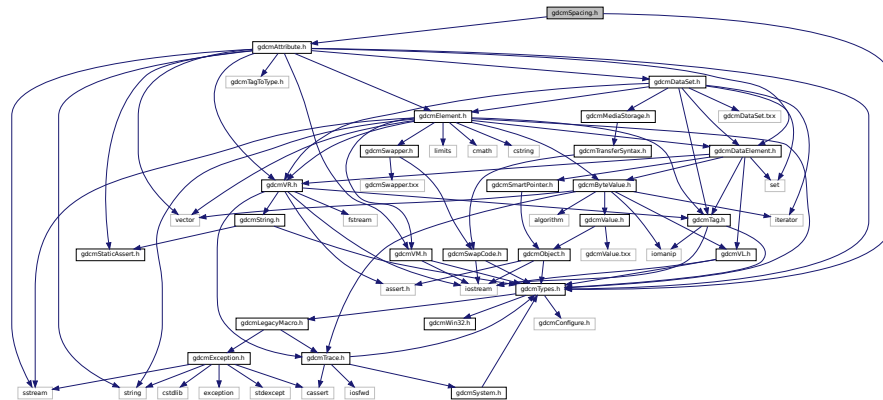 gdcmSpacing.h
gdcmAttribute.h
gdcmTagToType.h
gdcmDataSet.h
gdcmElement.h
gdcmMediaStorage.h
gdcmDataSet.txx
gdcmSwapper.h
limits
cmath
cstring
gdcmTransferSyntax.h
gdcmDataElement.h
gdcmVR.h
gdcmSwapper.txx
gdcmSmartPointer.h
gdcmByteValue.h
set
vector
gdcmString.h
fstream
algorithm
gdcmValue.h
gdcmTag.h
iterator
gdcmStaticAssert.h
gdcmVM.h
gdcmSwapCode.h
gdcmObject.h
gdcmValue.txx
iomanip
gdcmVL.h
assert.h
iostream
gdcmTypes.h
gdcmLegacyMacro.h
gdcmWin32.h
gdcmConfigure.h
gdcmException.h
gdcmTrace.h
sstream
string
cstdlib
exception
stdexcept
cassert
iosfwd
gdcmSystem.h